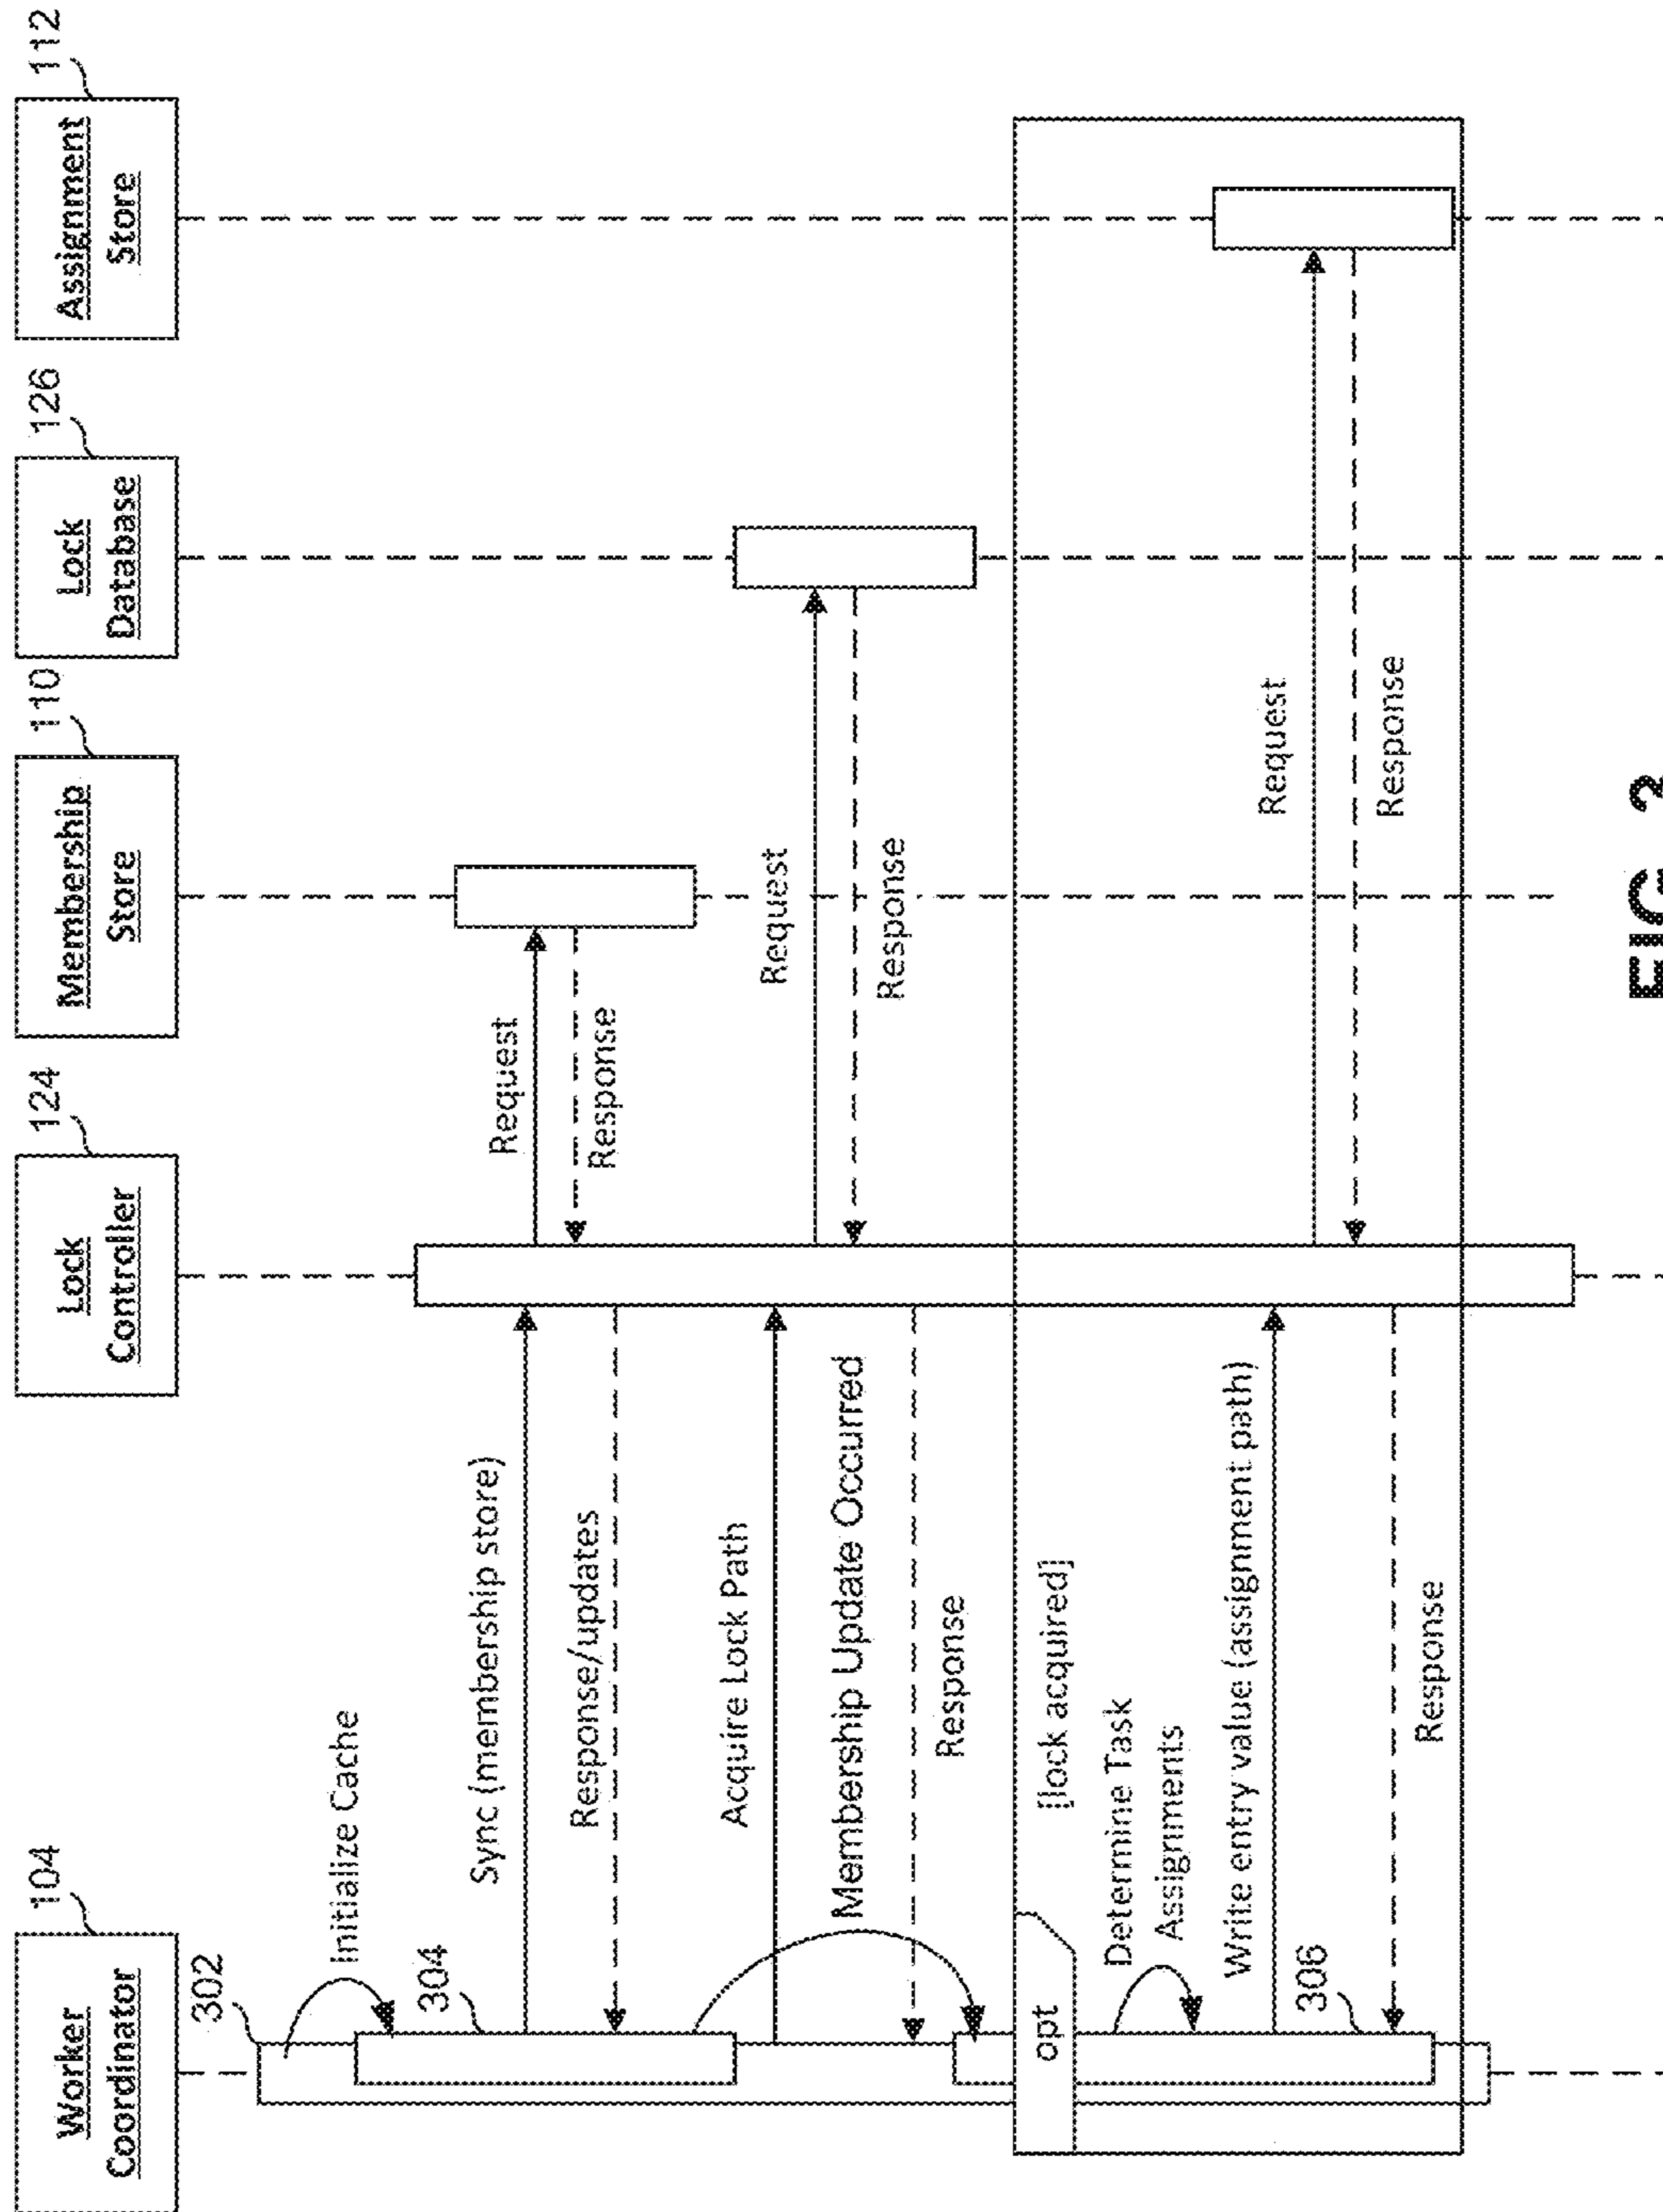 Worker
Coordinator
104
Lock
Controller
124
Membership
Store
110
Lock
Database
126
Assignment
Store
112
302
Initialize Cache
304
Sync (membership store)
Request
Response
Response/updates
Acquire Lock Path
Request
Response
Membership Update Occurred
Response
opt
[lock acquired]
Determine Task
Assignments
Write entry value (assignment path)
Request
306
Response
Response